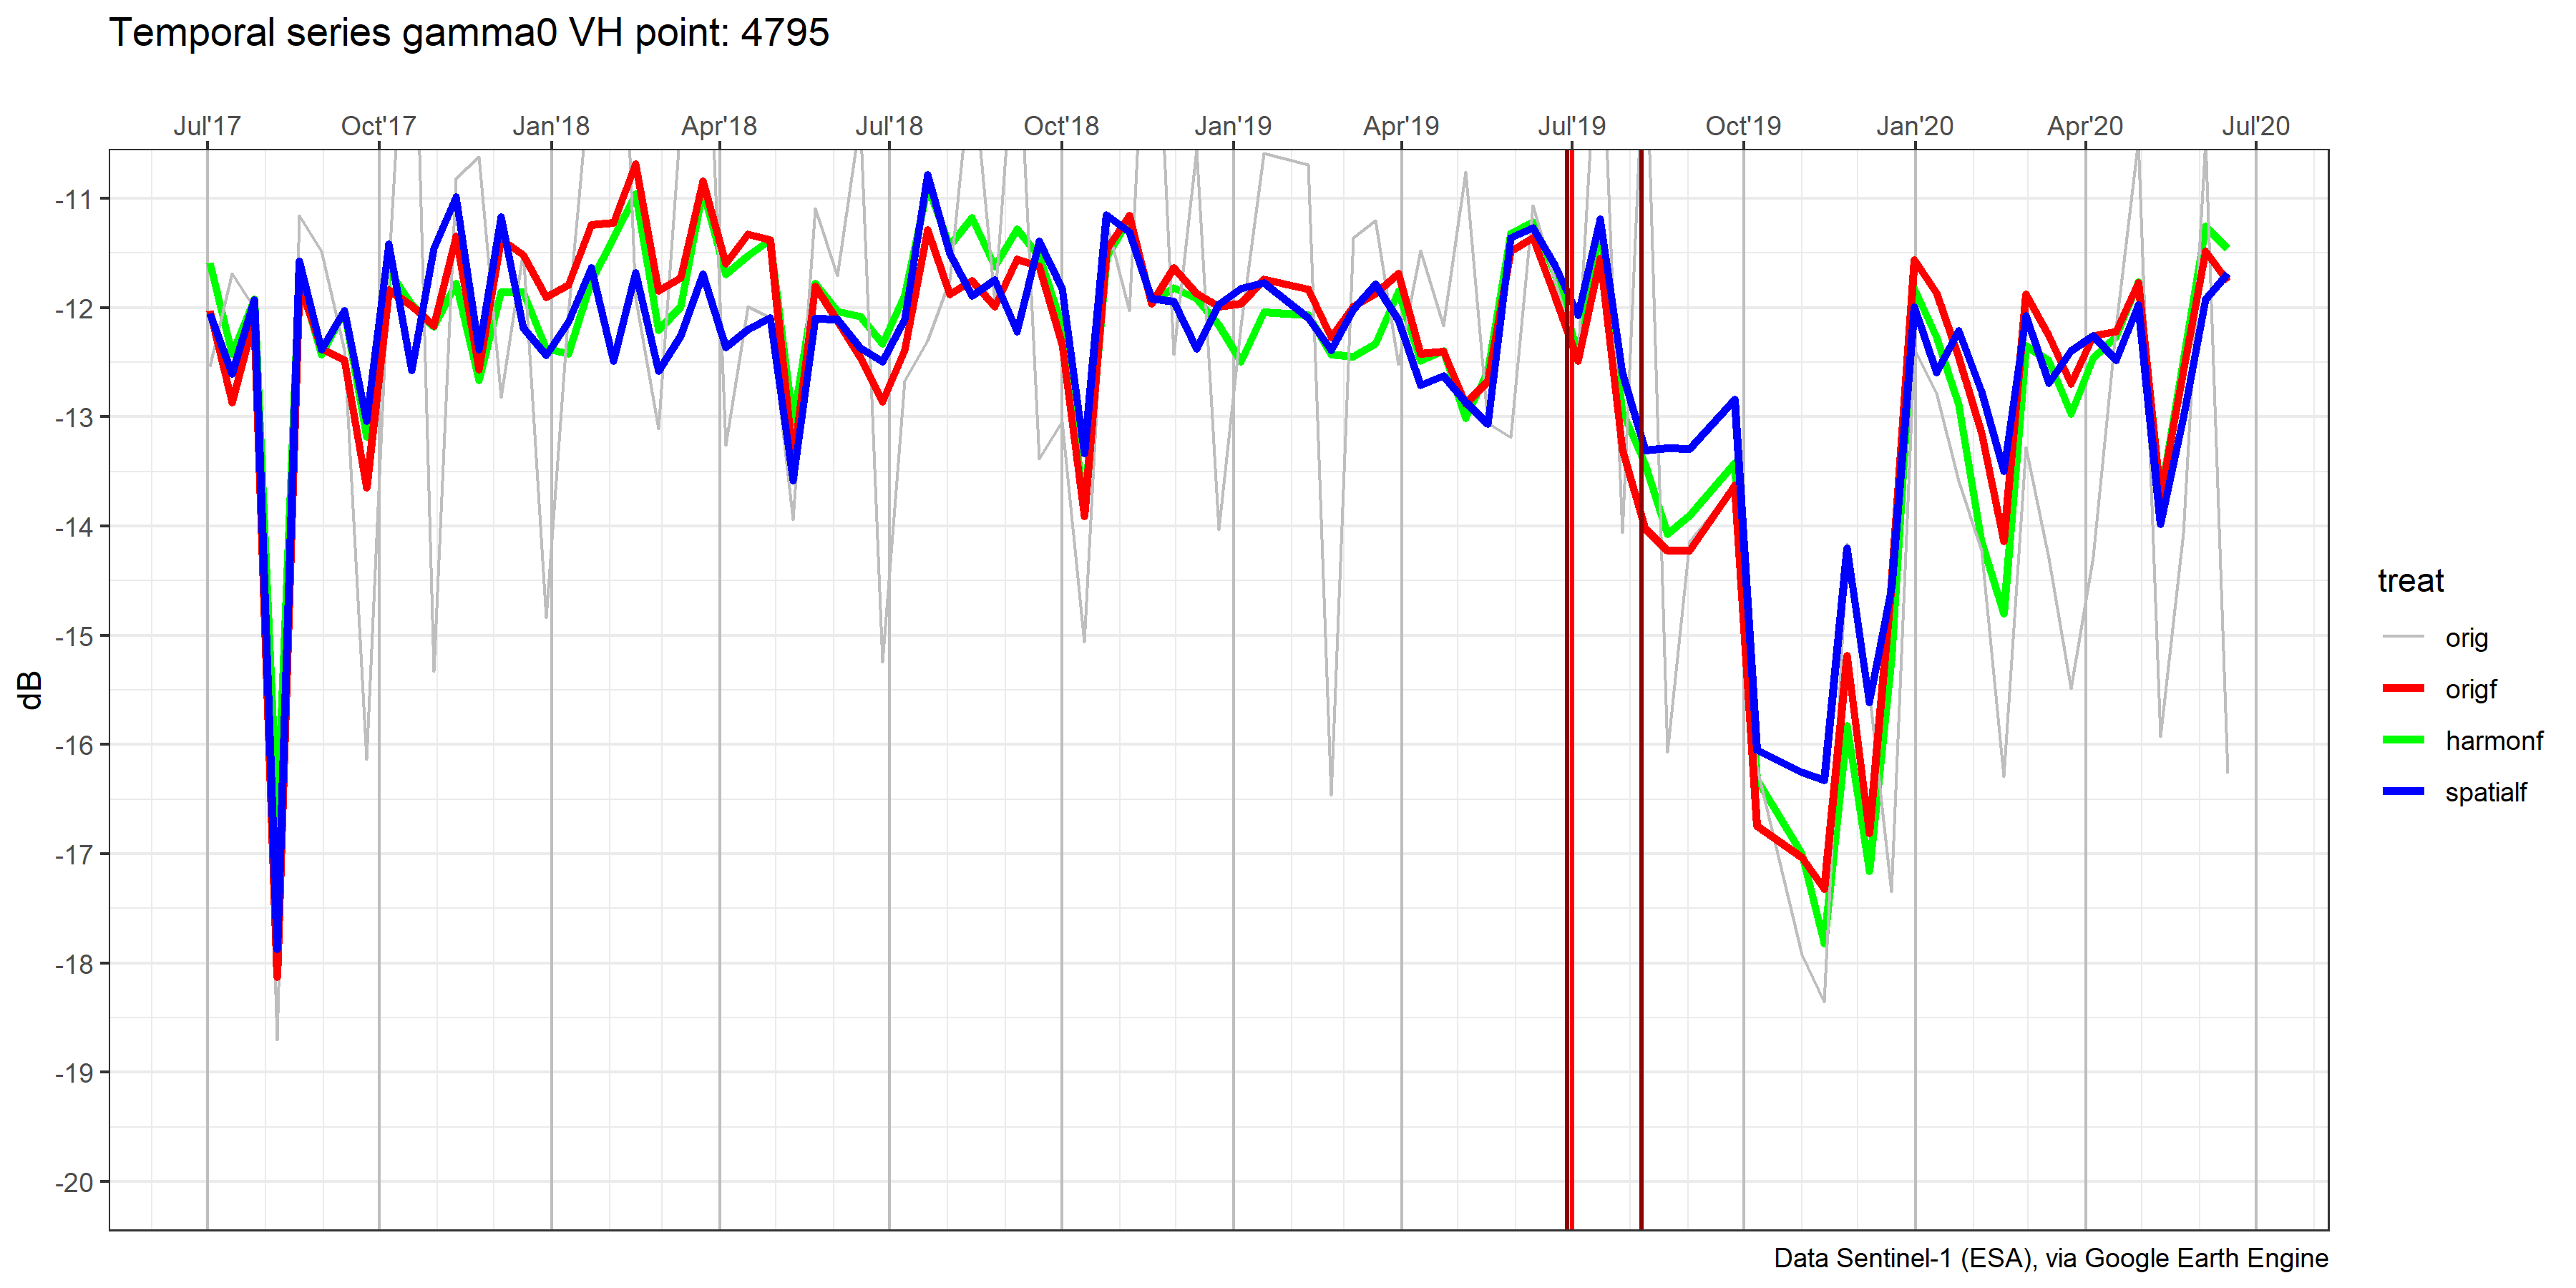 Temporal series gamma0 VH point: 4795
Jul'17 Oct'17 Jan'18 Apr'18 Jul'18 Oct'18 Jan'19 Apr'19 Jul'19 Oct'19 Jan'20 Apr'20 Jul'20
-11
-12
-13
-14
-15
-16
-17
-18
-19
-20
dB
treat
orig
origf
harmonf
spatialf
Data Sentinel-1 (ESA), via Google Earth Engine